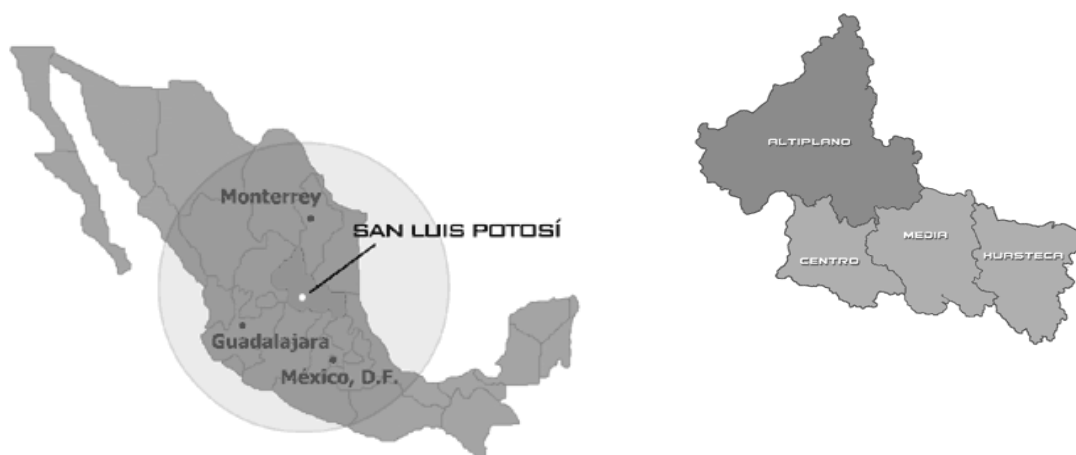 Monterrey
SAN LUIS POTOSÍ
Guadalajara
México, D.F.
ALTIPLANO
MEDIA
CENTRO
HUASTECA